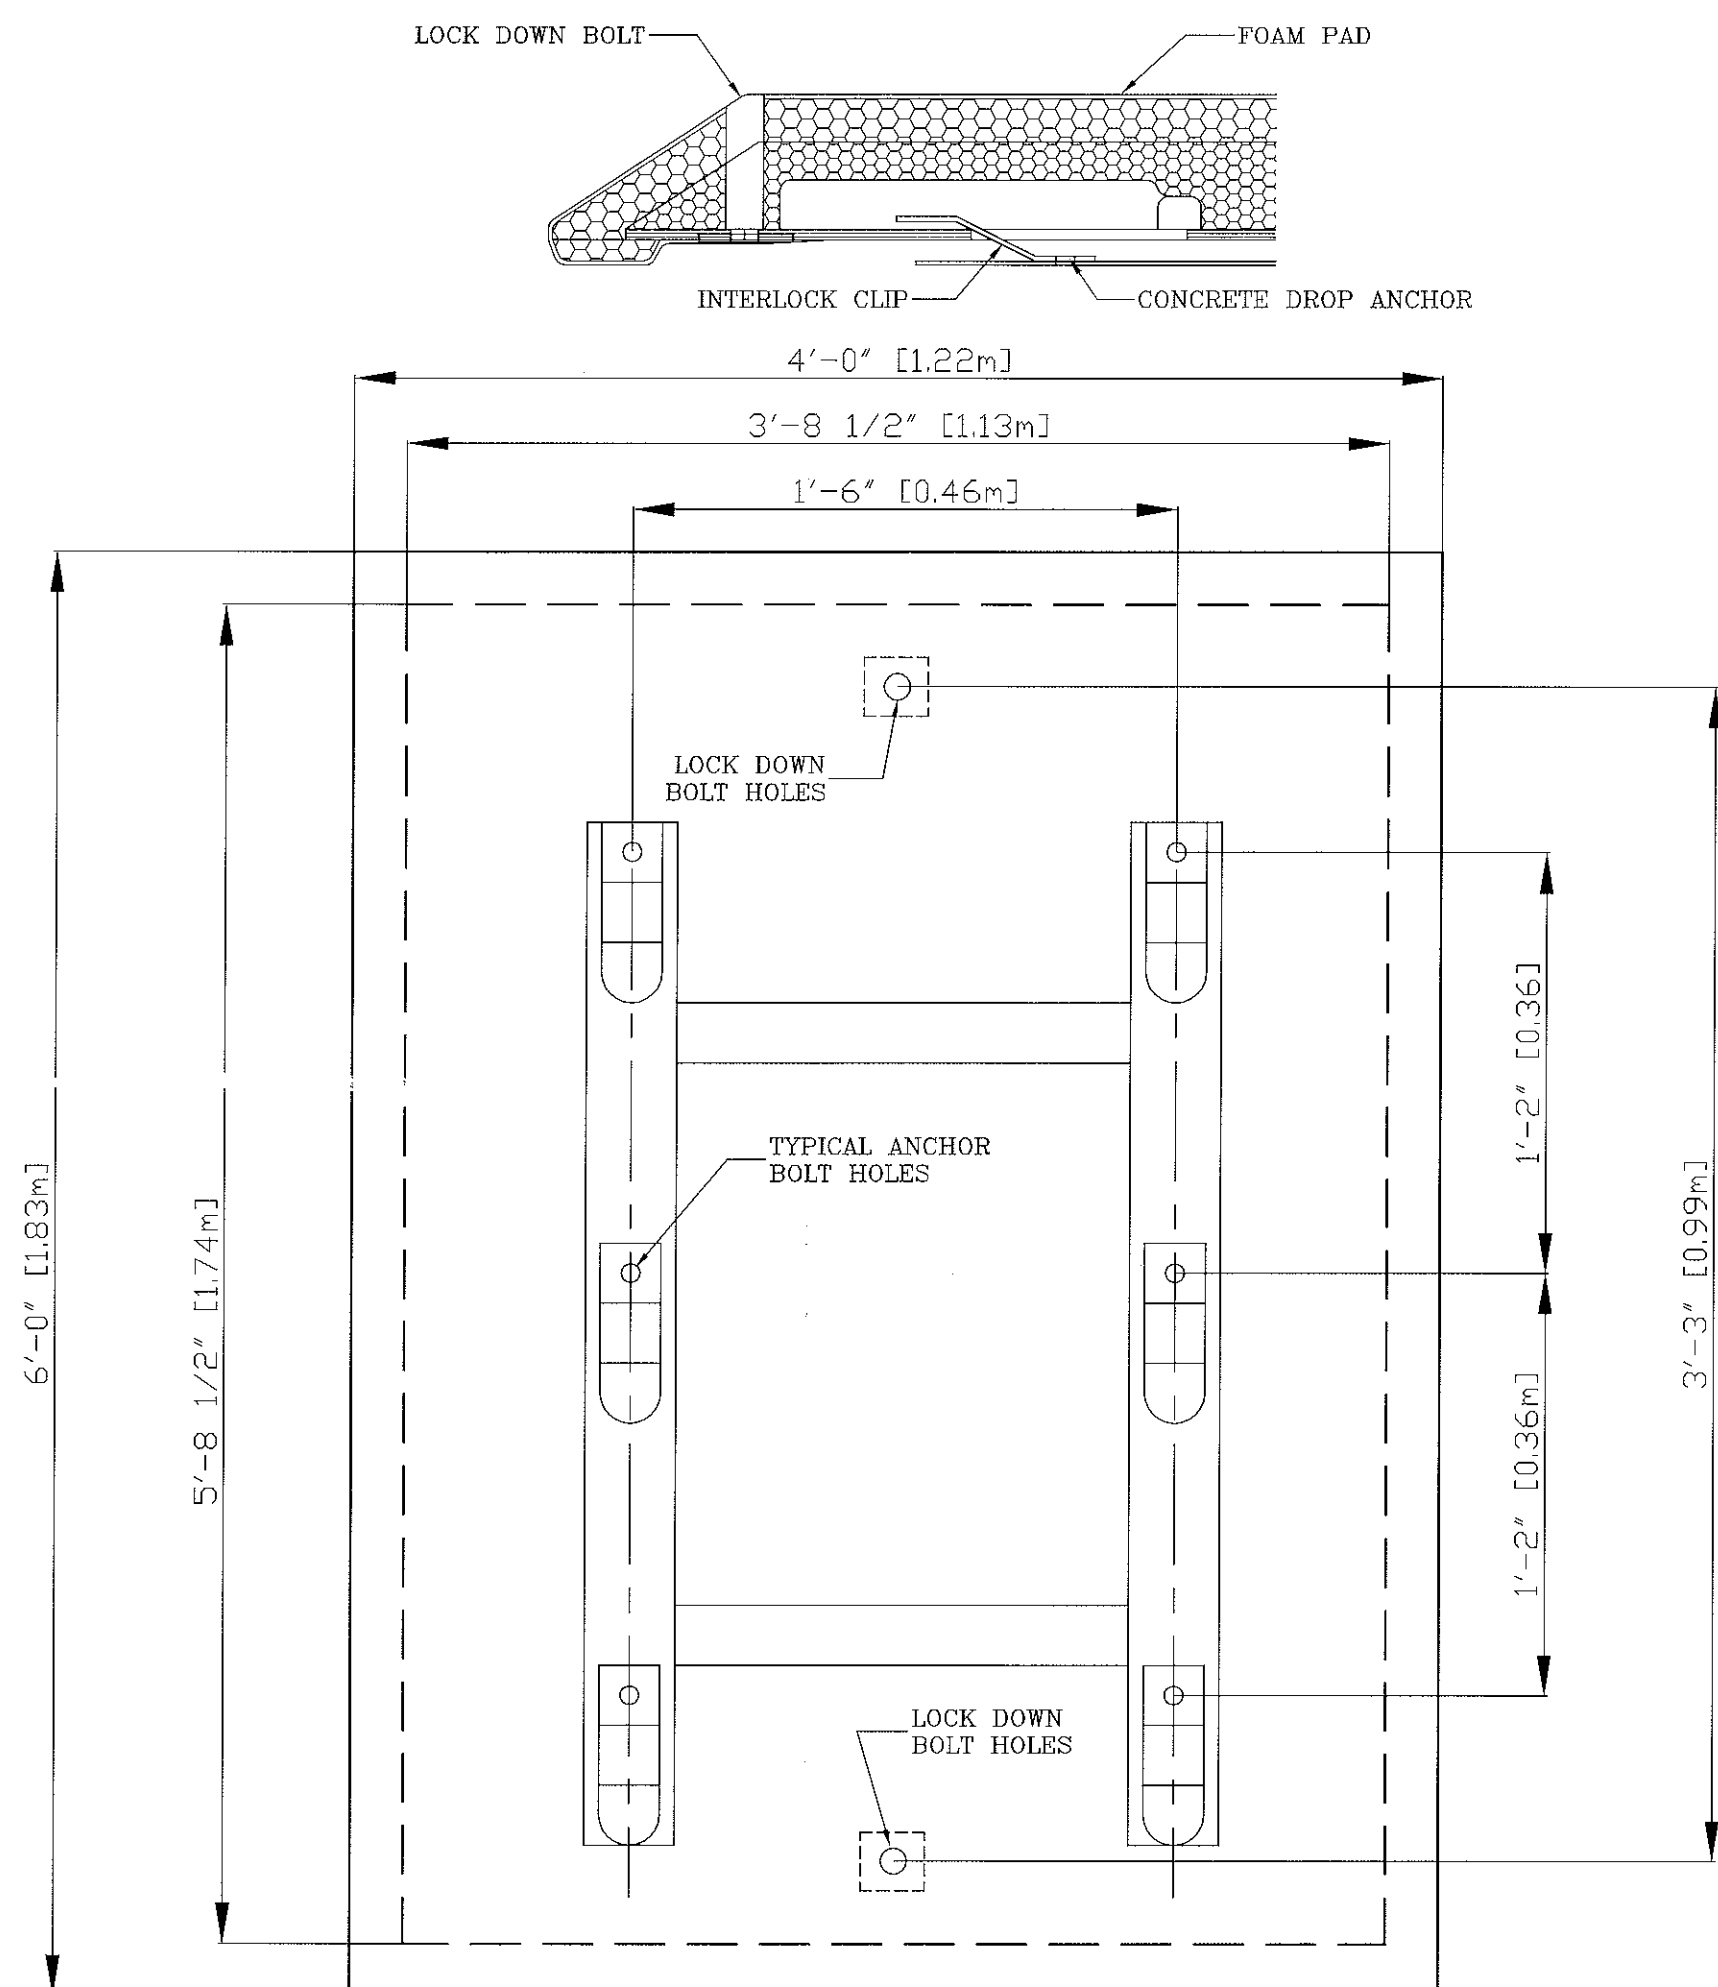 LOCK DOWN BOLT
FOAM PAD
INTERLOCK CLIP
CONCRETE DROP ANCHOR
4'-0" [1.22m]
3'-8 1/2" [1.13m]
1'-6" [0.46m]
LOCK DOWN
BOLT HOLES
1'-2" [0.36]
TYPICAL ANCHOR
BOLT HOLES
6'-0" [1.83m]
5'-8 1/2" [1.74m]
3'-3" [0.99m]
1'-2" [0.36m]
LOCK DOWN
BOLT HOLES